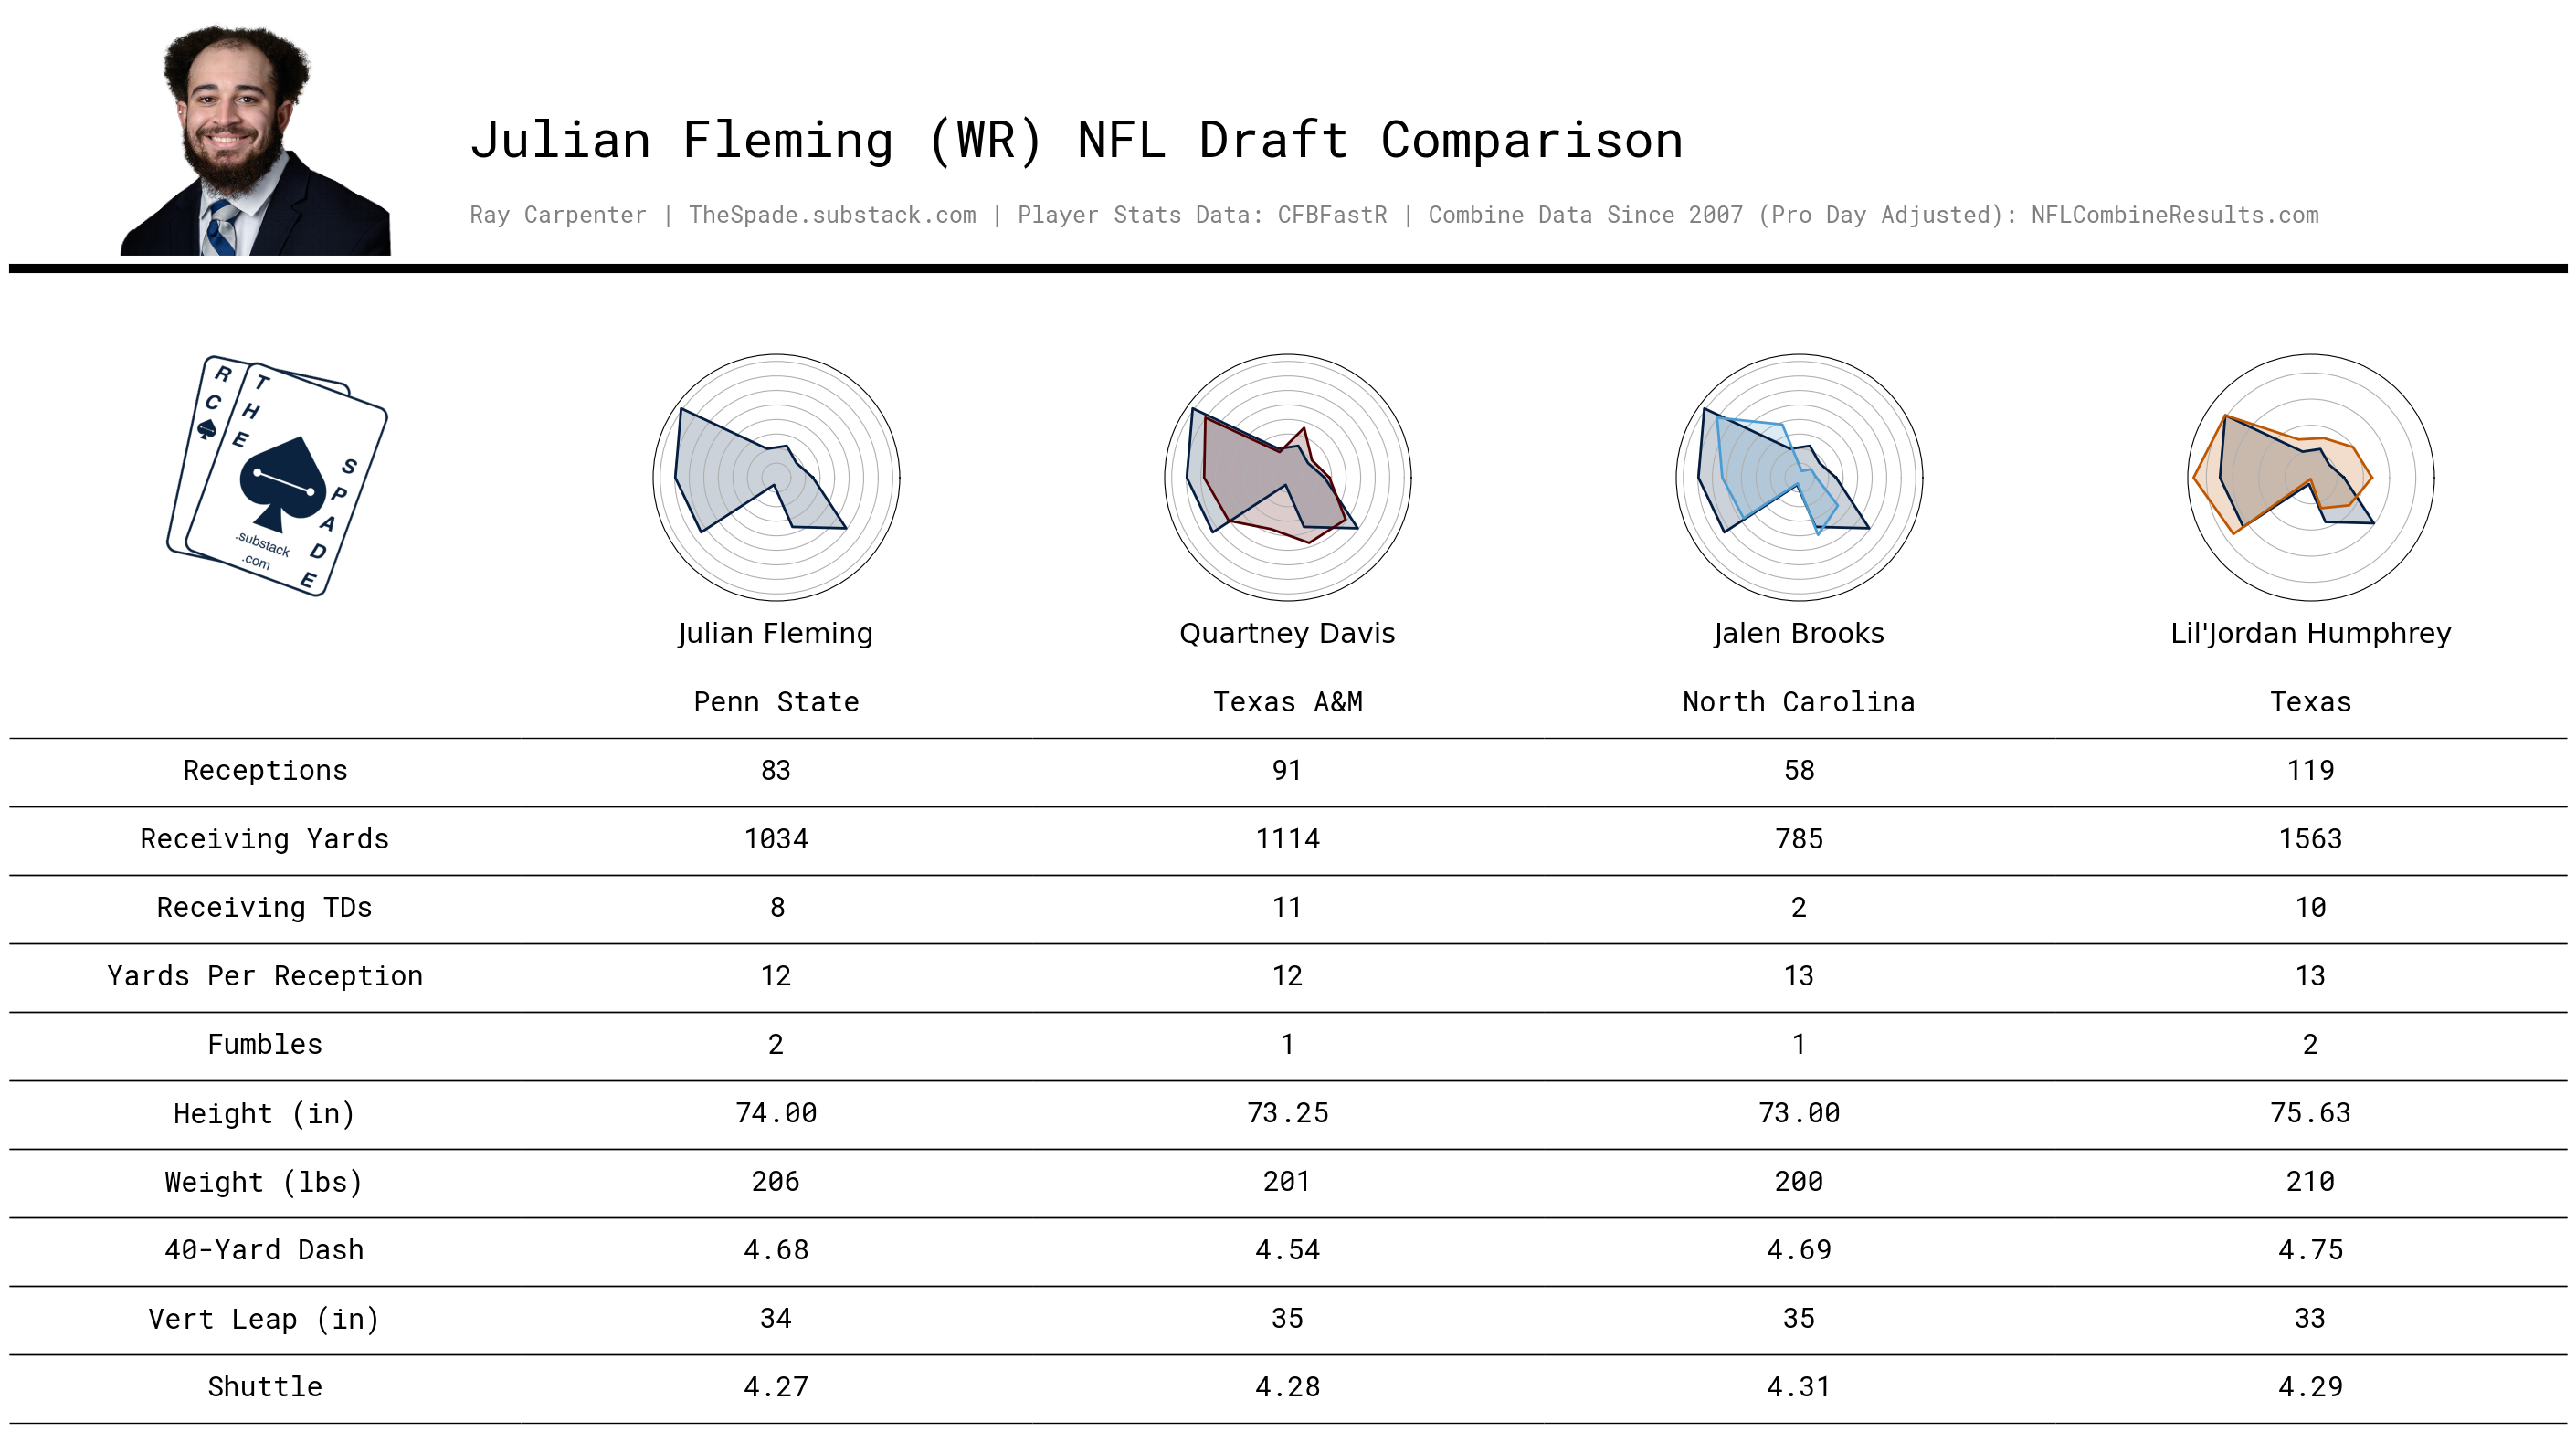 Julian Fleming (WR) NFL Draft Comparison
Ray Carpenter | TheSpade.substack.com | Player Stats Data: CFBFastR | Combine Data Since 2007 (Pro Day Adjusted): NFLCombineResults.com
R C
THE
SPADE
.substack
.com
Julian Fleming Quartney Davis Jalen Brooks Lil'Jordan Humphrey
Penn State Texas A&M North Carolina Texas
Receptions 83 91 58 119
Receiving Yards 1034 1114 785 1563
Receiving TDs 8 11 2 10
Yards Per Reception 12 12 13 13
Fumbles 2 1 1 2
Height (in) 74.00 73.25 73.00 75.63
Weight (lbs) 206 201 200 210
40-Yard Dash 4.68 4.54 4.69 4.75
Vert Leap (in) 34 35 35 33
Shuttle 4.27 4.28 4.31 4.29